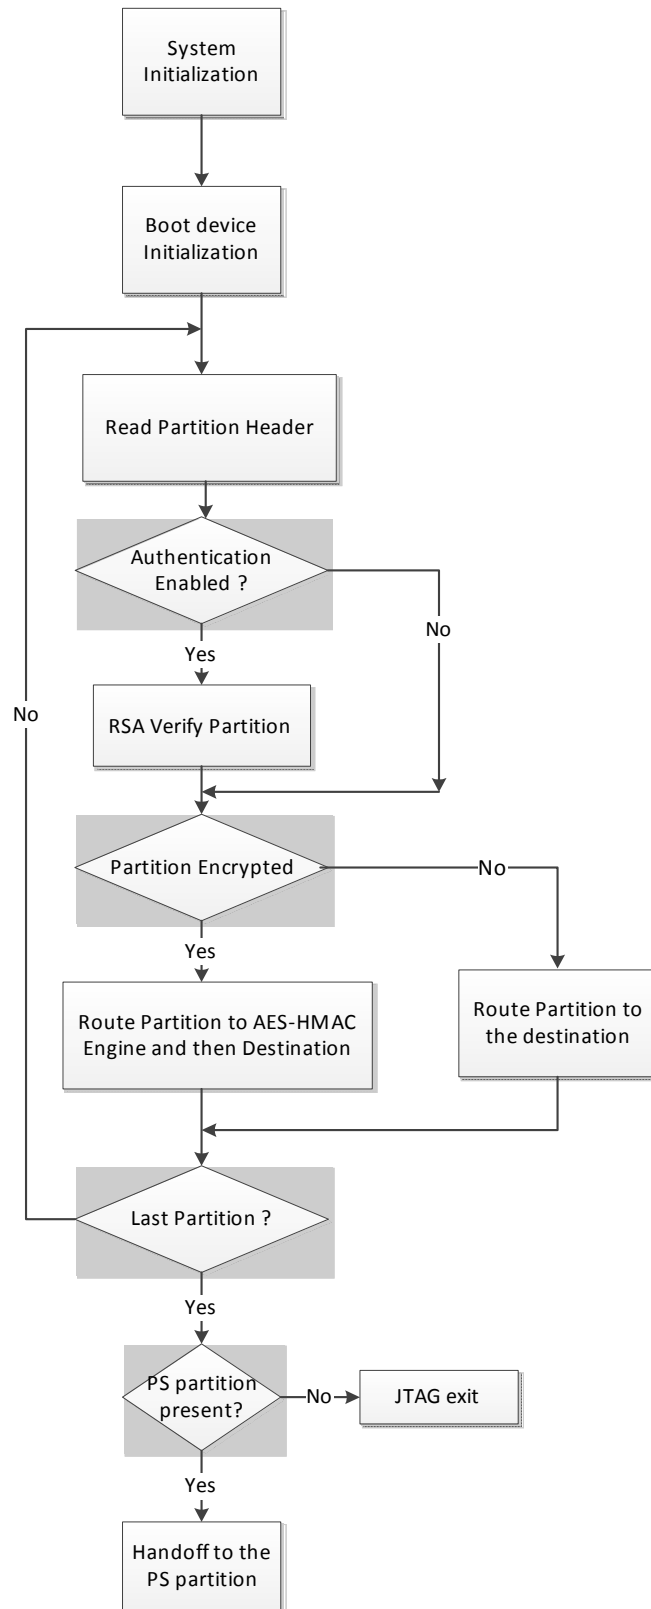 System
Initialization
Boot device
Initialization
Read Partition Header
Authentication
Enabled ?
No
Yes
No
RSA Verify Partition
Partition Encrypted
No
Yes
Route Partition to AES-HMAC
Engine and then Destination
Route Partition to
the destination
Last Partition ?
Yes
PS partition
present?
No
JTAG exit
Yes
Handoff to the
PS partition